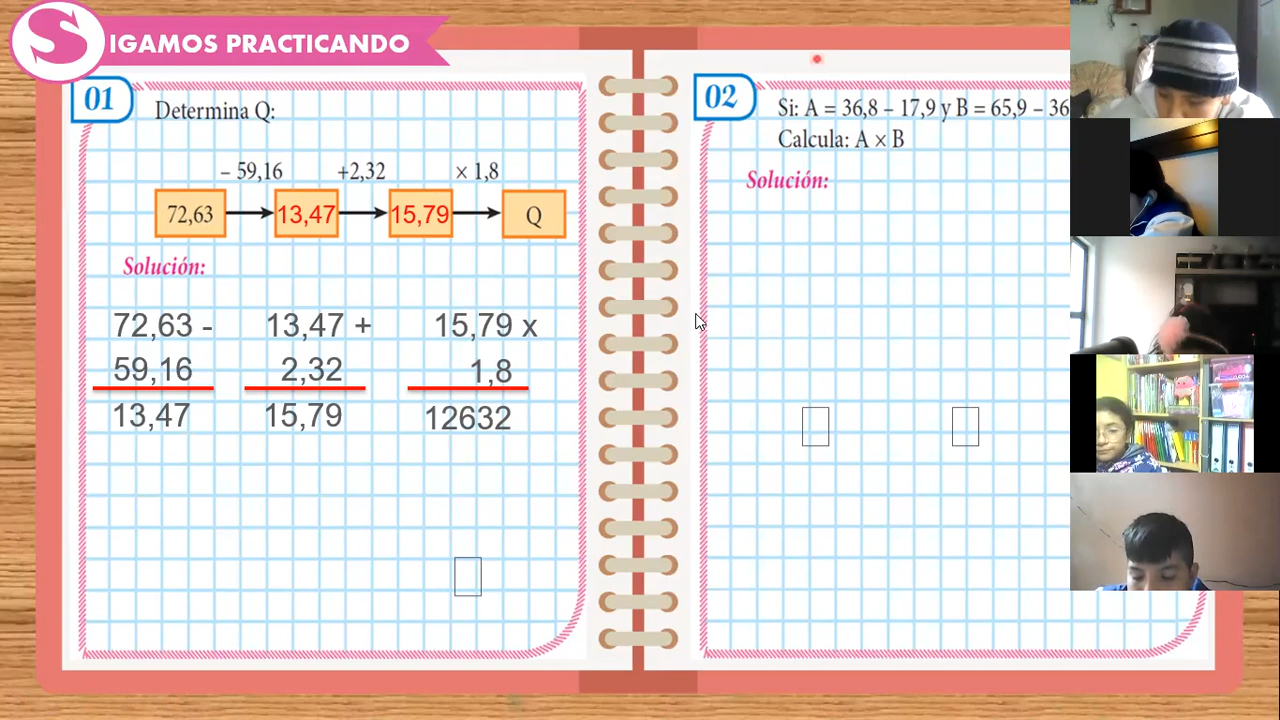 SIGAMOS PRACTICANDO
01
Determina Q:
– 59,16 +2,32 × 1,8
72,63 13,47 15,79 Q
Solución:
72,63 - 13,47 + 15,79 x
59,16 2,32 1,8
13,47 15,79 12632
02
Si: A = 36,8 – 17,9 y B = 65,9 – 36
Calcula: A × B
Solución: